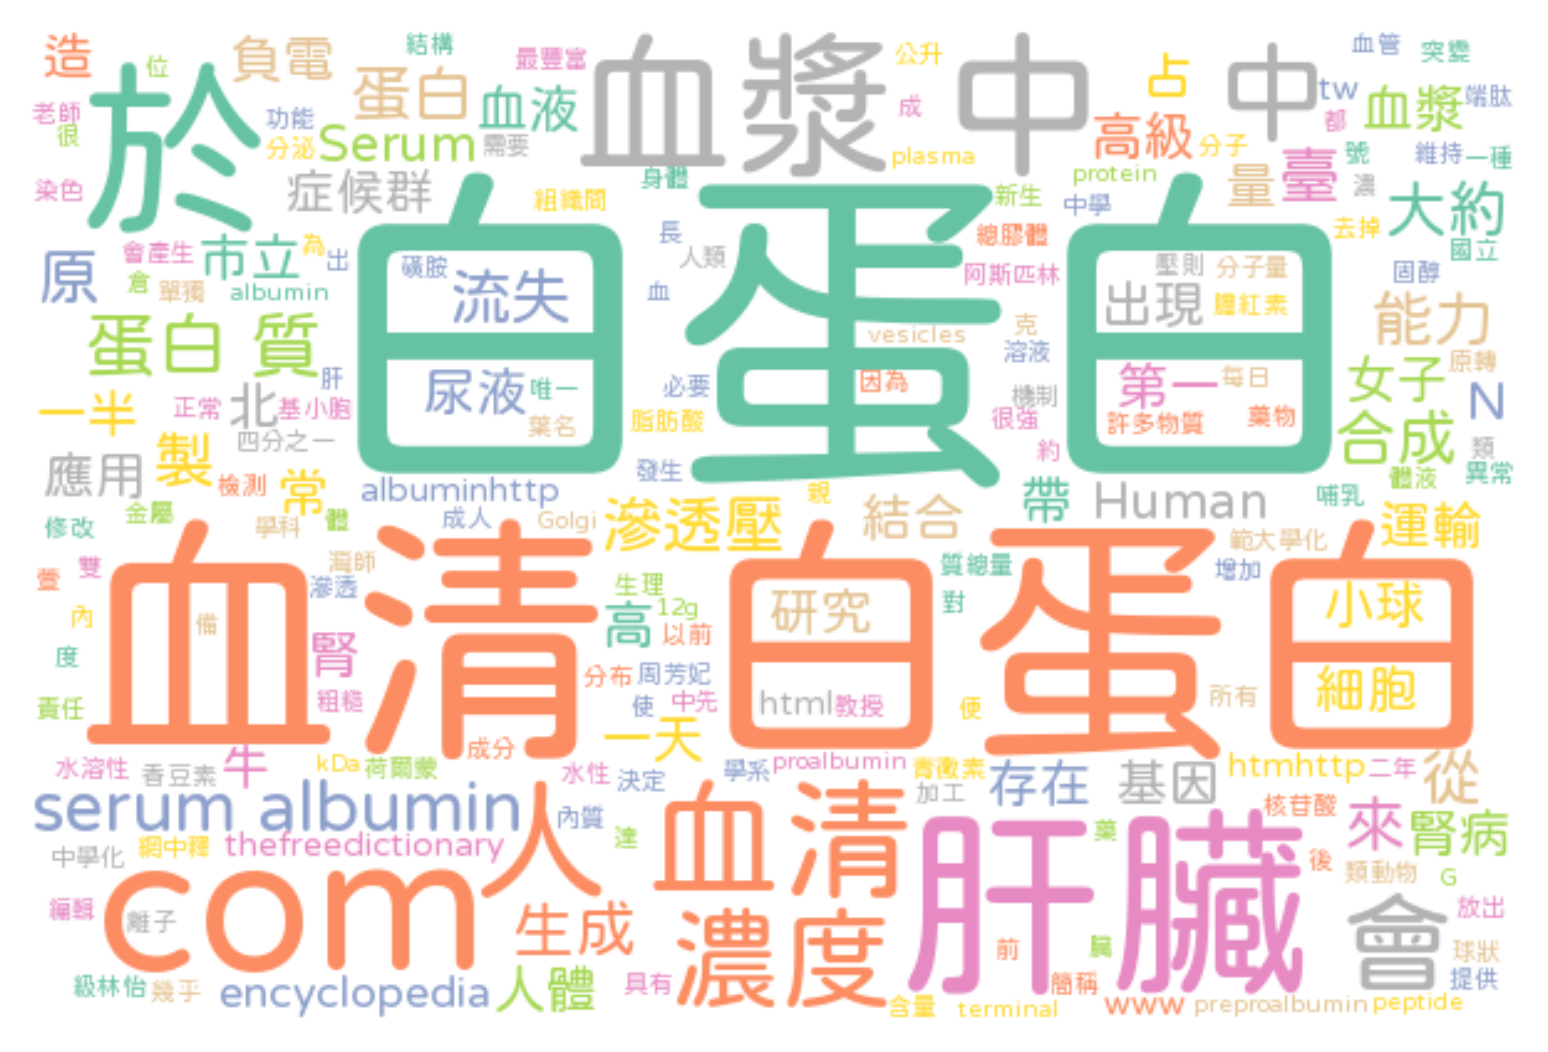 造
位
負電
結構
最豐富
血漿
中
公升
占
中
血管
突變
老師
很
於
功能
蛋白
血液
成
tw
血漿
端肽
分泌
Serum
需要
plasma
高級
分子
都
號
維持
一種
染色
症候群
組織間
身體
白蛋白
新生
protein
中學
量
臺
濃
大約
原
會產生
市立
為
出
長
人類
總膠體
去掉
國立
倉
單獨
albumin
磺胺
流失
血
阿斯匹林
壓則
分子量
出現
膽紅素
固醇
蛋白質
vesicles
克
溶液
能力
肝
尿液
唯一
必要
因為
機制
第一
每日
女子
原轉
一半
正常
北
基小胞
葉名
脂肪酸
很強
許多物質
藥物
N
四分之一
約
合成
類
應用
製
檢測
常
發生
體液
異常
albuminhttp
親
帶
Human
哺乳
修改
金屬
學科
體
成人
Golgi
滲透壓
結合
運輸
萱
雙
血清白蛋白
灣師
滲透
生理
質總量
範大學化
增加
內
備
高
12g
以前
研究
對
小球
度
腎
分布
周芳妃
細胞
責任
粗糙
使
中先
html教授
便
所有
成分
一天
水溶性
香豆素
牛
kDa
荷爾蒙
水性
決定
學系
proalbumin
青黴素
加工
存在
基因
htmhttp
二年
從
serum albumin
人
內質
血清
核苷酸
來
腎病
中學化
網中釋
thefreedictionary
達
肝臟
藥
後
類動物
G
編輯
離子
com
生成
濃度
前
臟
會
放出
球狀
級林怡
幾乎
encyclopedia
人體
具有
含量
terminal
簡稱
www
preproalbumin
peptide
提供